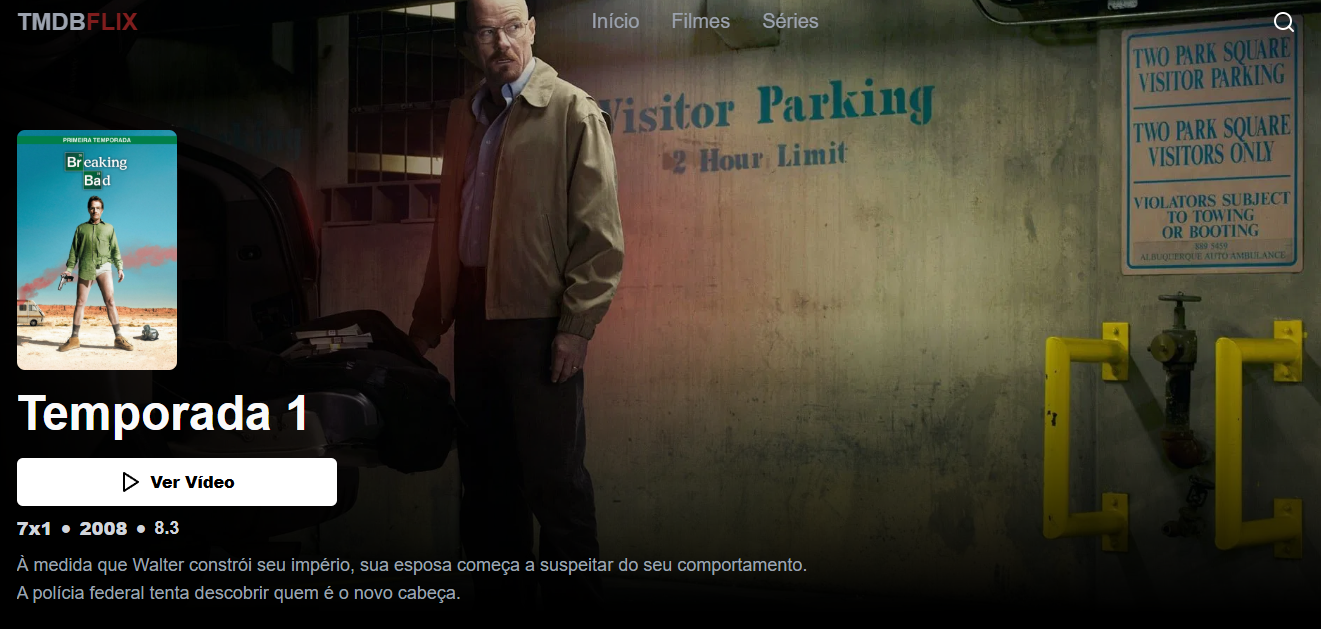 TMDBFLIX
Início Filmes Séries
Visitor Parking
2 Hour Limit
TWO PARK SQUARE
VISITOR PARKING
TWO PARK SQUARE
VISITORS ONLY
VIOLATORS SUBJECT
TO TOWING
OR BOOTING
889 9459
ALBUQUERQUE AUTO AMBULANCE
PRIMEIRA TEMPORADA
Breaking
Bad
Temporada 1
Ver Vídeo
7x1 • 2008 • 8.3
À medida que Walter constrói seu império, sua esposa começa a suspeitar do seu comportamento.
A polícia federal tenta descobrir quem é o novo cabeça.